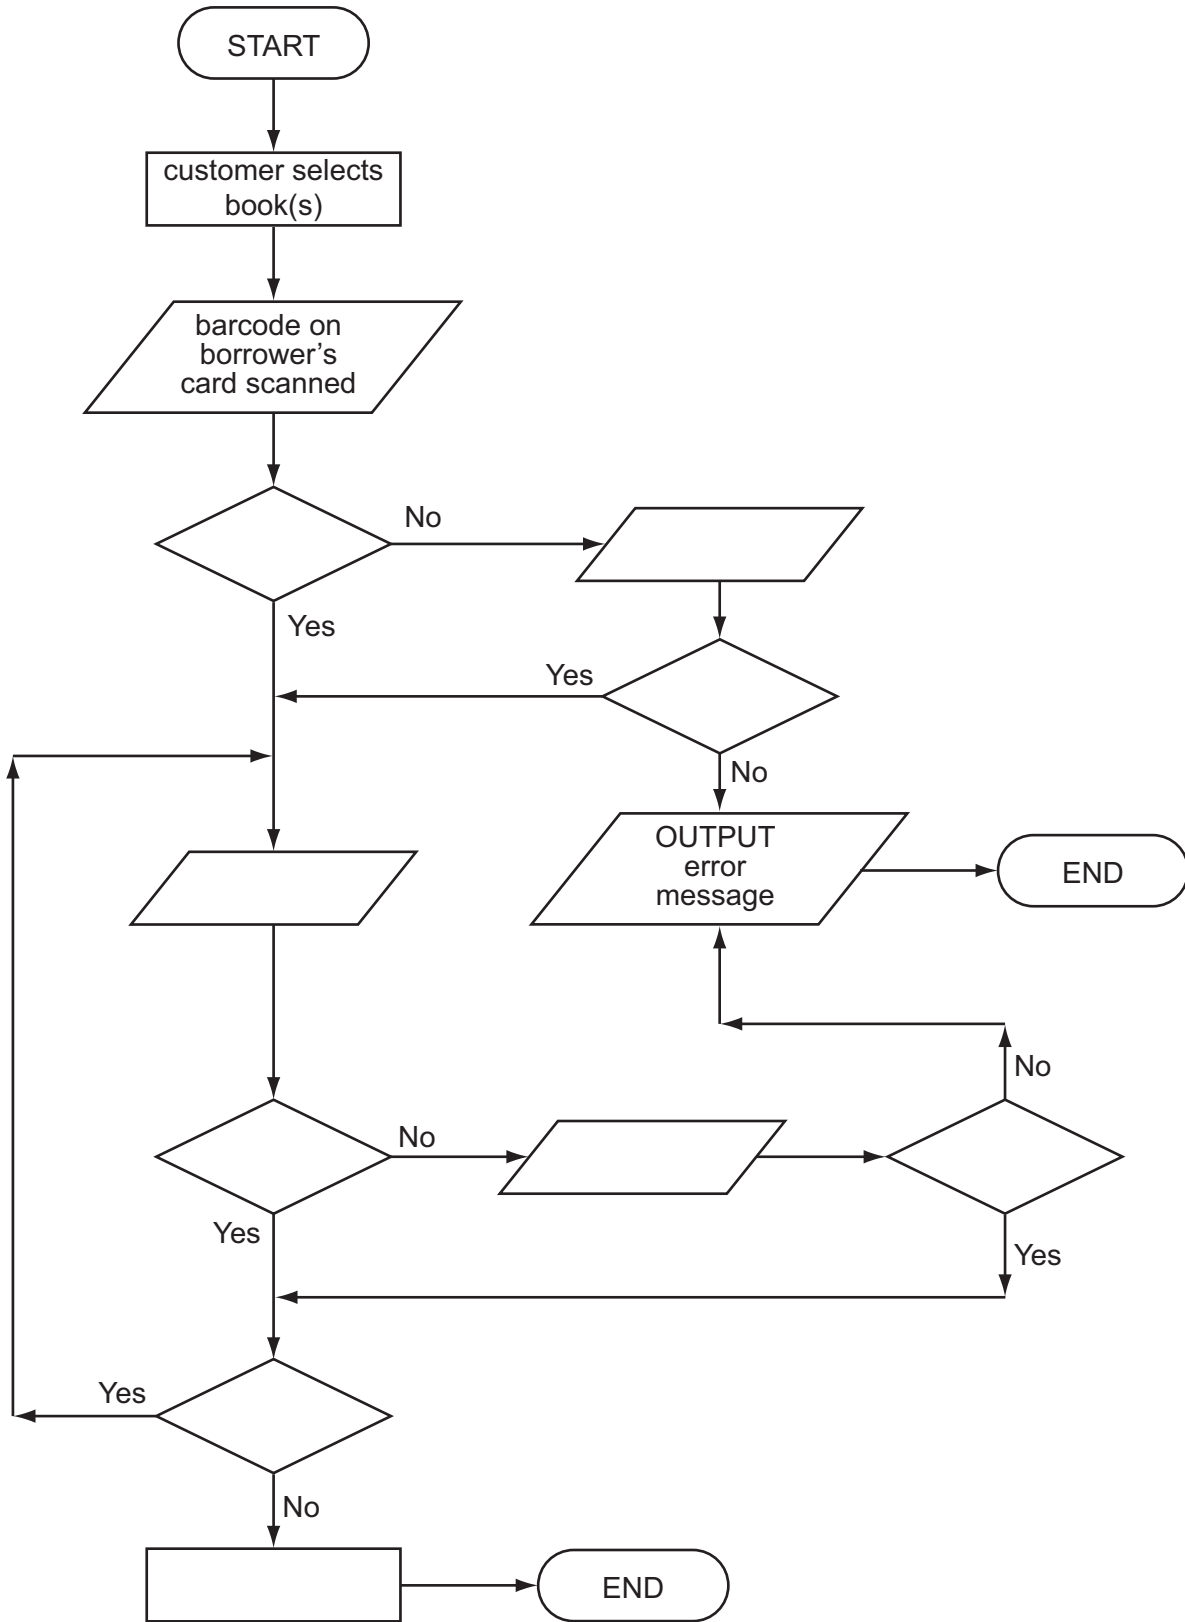 START
customer selects
book(s)
barcode on
borrower's
card scanned
No
Yes
Yes
No
OUTPUT
error
message
END
No
No
Yes
Yes
Yes
No
END